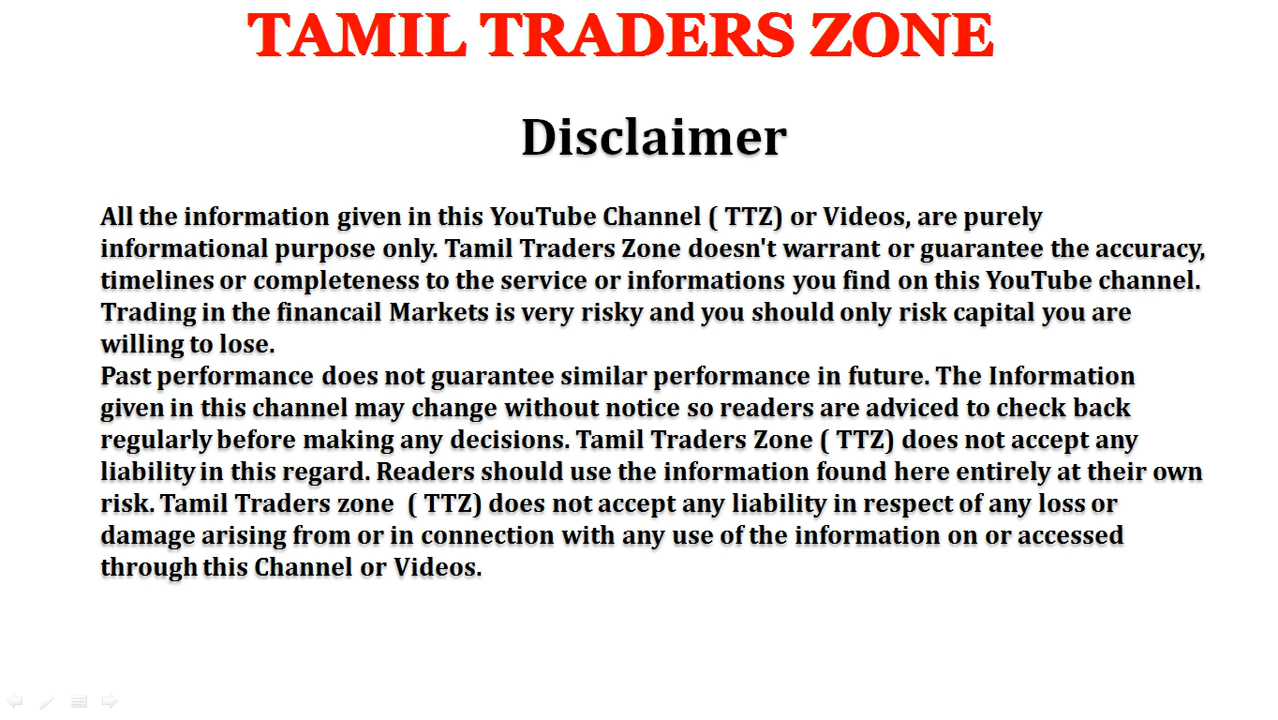 TAMIL TRADERS ZONE
Disclaimer
All the information given in this YouTube Channel ( TTZ) or Videos, are purely
informational purpose only. Tamil Traders Zone doesn't warrant or guarantee the accuracy,
timelines or completeness to the service or informations you find on this YouTube channel.
Trading in the financail Markets is very risky and you should only risk capital you are
willing to lose.
Past performance does not guarantee similar performance in future. The Information
given in this channel may change without notice so readers are adviced to check back
regularly before making any decisions. Tamil Traders Zone ( TTZ) does not accept any
liability in this regard. Readers should use the information found here entirely at their own
risk. Tamil Traders zone  ( TTZ) does not accept any liability in respect of any loss or
damage arising from or in connection with any use of the information on or accessed
through this Channel or Videos.